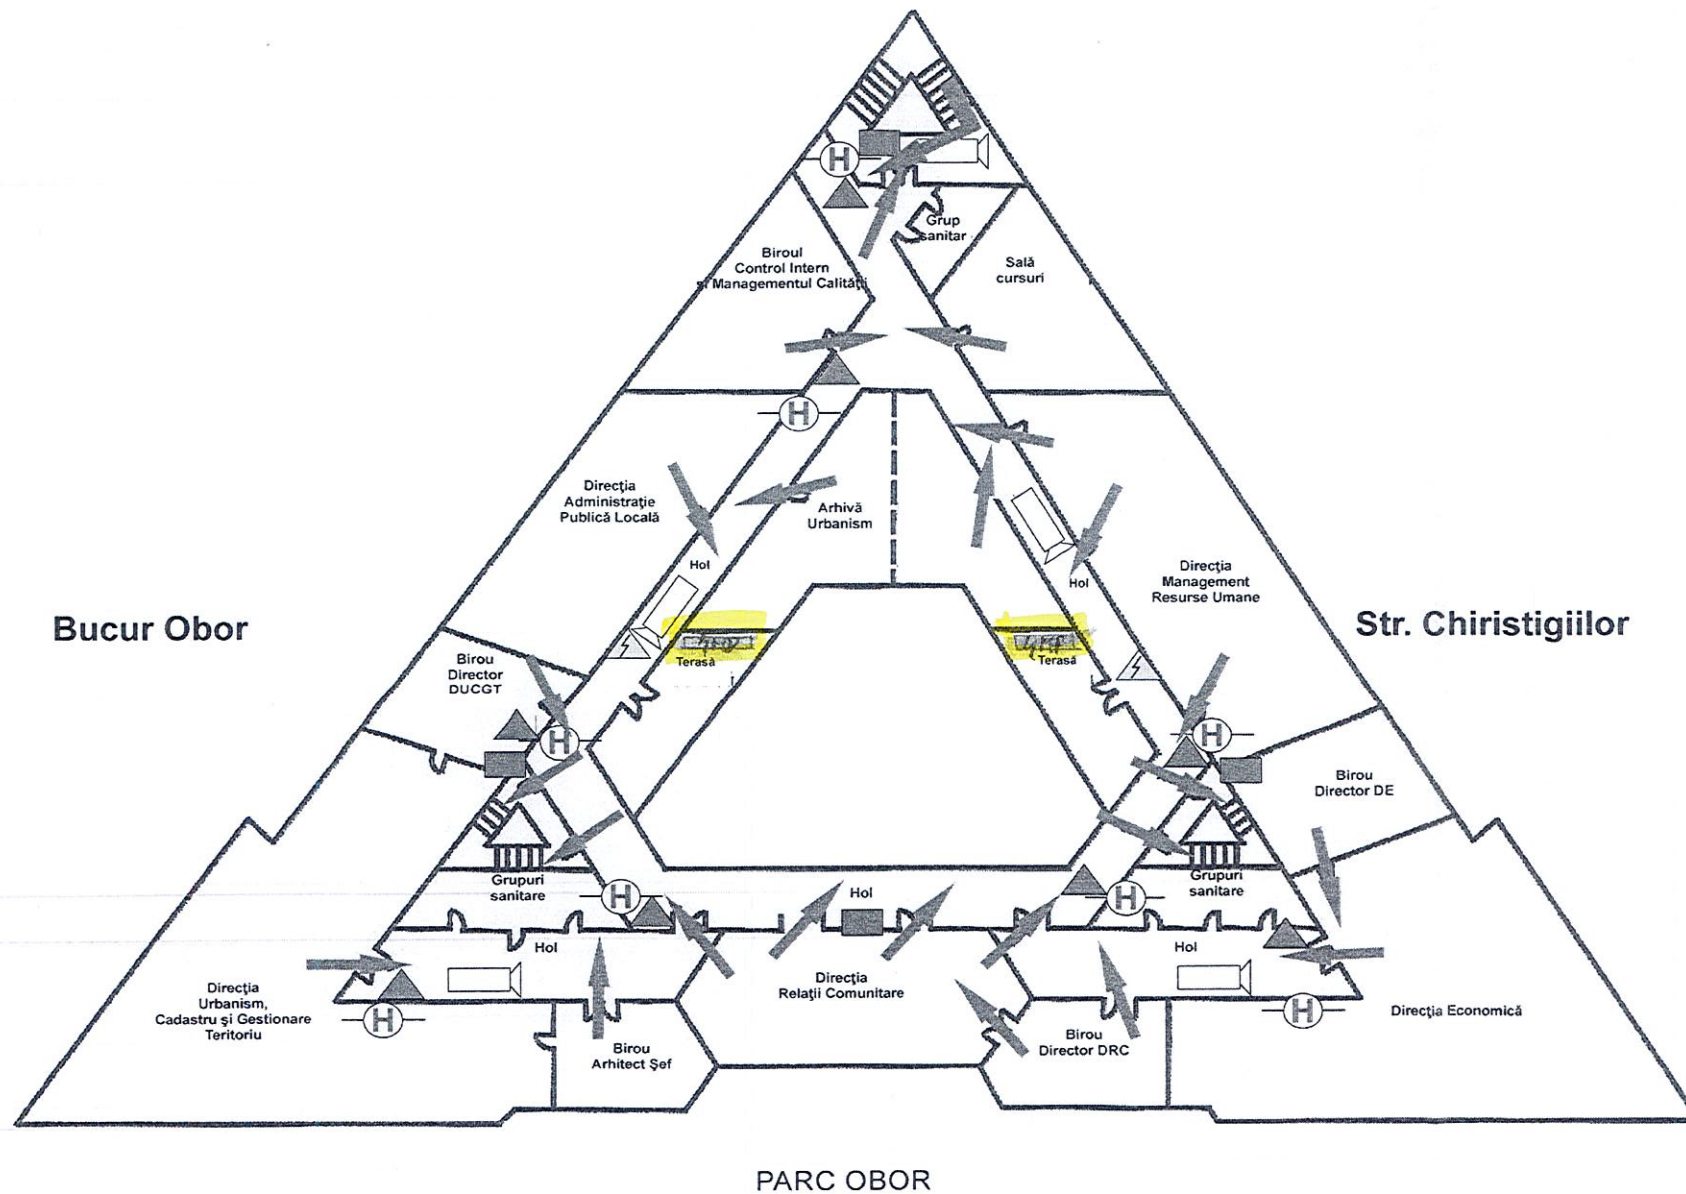 Grup
sanitar
Biroul
Control Intern
și Managementul Calității
Sală
cursuri
H
H
Direcția
Administrație
Publică Locală
Arhivă
Urbanism
Hol
Hol
Direcția
Management
Resurse Umane
Bucur Obor
Str. Chiristigiilor
Terasă
Terasă
Birou
Director
DUCGT
H
H
Birou
Director DE
Grupuri
sanitare
Grupuri
sanitare
H
Hol
H
Hol
Hol
Direcția
Relații Comunitare
Direcția
Urbanism,
Cadastru și Gestionare
Teritoriu
H
H
Direcția Economică
Birou
Arhitect Șef
Birou
Director DRC
PARC OBOR